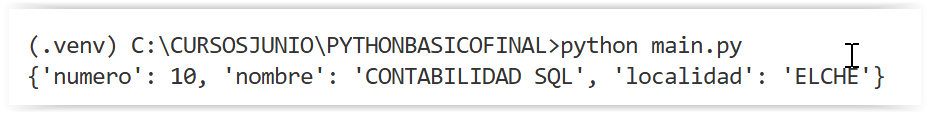 (.venv) C:\CURSOSJUNIO\PYTHONBASICOFINAL>python main.py
{'numero': 10, 'nombre': 'CONTABILIDAD SQL', 'localidad': 'ELCHE'}